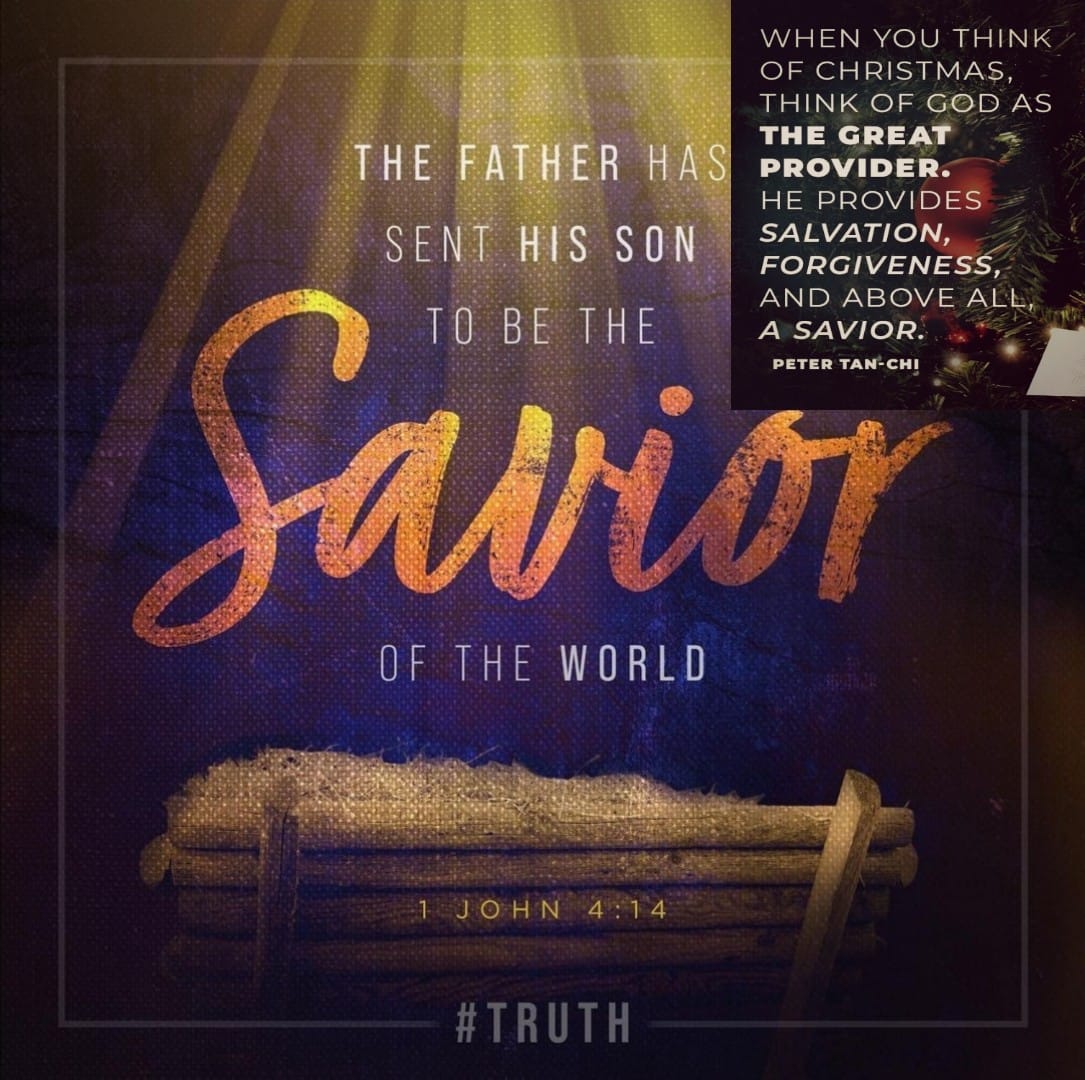 THE FATHER HAS
SENT HIS SON
TO BE THE
Savior
OF THE WORLD
1 JOHN 4:14
#TRUTH
WHEN YOU THINK
OF CHRISTMAS,
THINK OF GOD AS
THE GREAT
PROVIDER.
HE PROVIDES
SALVATION,
FORGIVENESS,
AND ABOVE ALL,
A SAVIOR.
PETER TAN-CHI